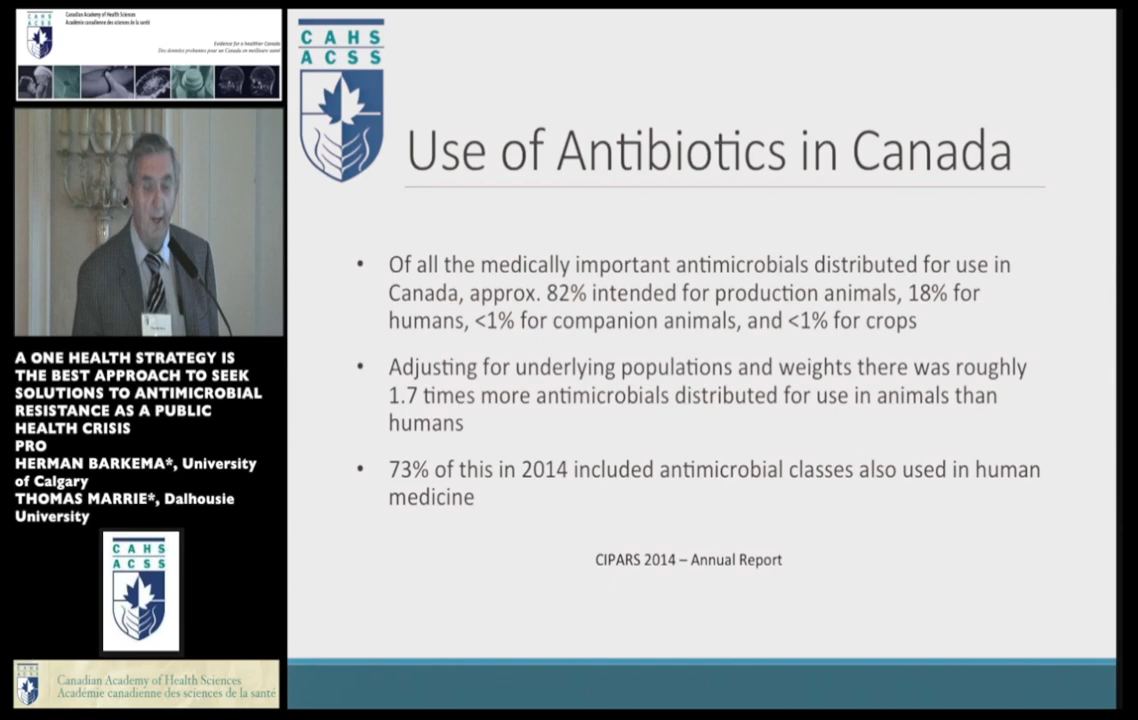 Canadian Academy of Health Sciences
Académie canadienne des sciences de la santé
CAHS
ACSS
Evidence for a healthier Canada
Des données probantes pour un Canada en meilleure santé
A ONE HEALTH STRATEGY IS
THE BEST APPROACH TO SEEK
SOLUTIONS TO ANTIMICROBIAL
RESISTANCE AS A PUBLIC
HEALTH CRISIS
PRO
HERMAN BARKEMA*, University
of Calgary
THOMAS MARRIE*, Dalhousie
University
CAHS
ACSS
CAHS
ACSS
Canadian Academy of Health Sciences
Académie canadienne des sciences de la santé
CAHS
ACSS
Use of Antibiotics in Canada
• Of all the medically important antimicrobials distributed for use in
Canada, approx. 82% intended for production animals, 18% for
humans, <1% for companion animals, and <1% for crops
• Adjusting for underlying populations and weights there was roughly
1.7 times more antimicrobials distributed for use in animals than
humans
• 73% of this in 2014 included antimicrobial classes also used in human
medicine
CIPARS 2014 – Annual Report